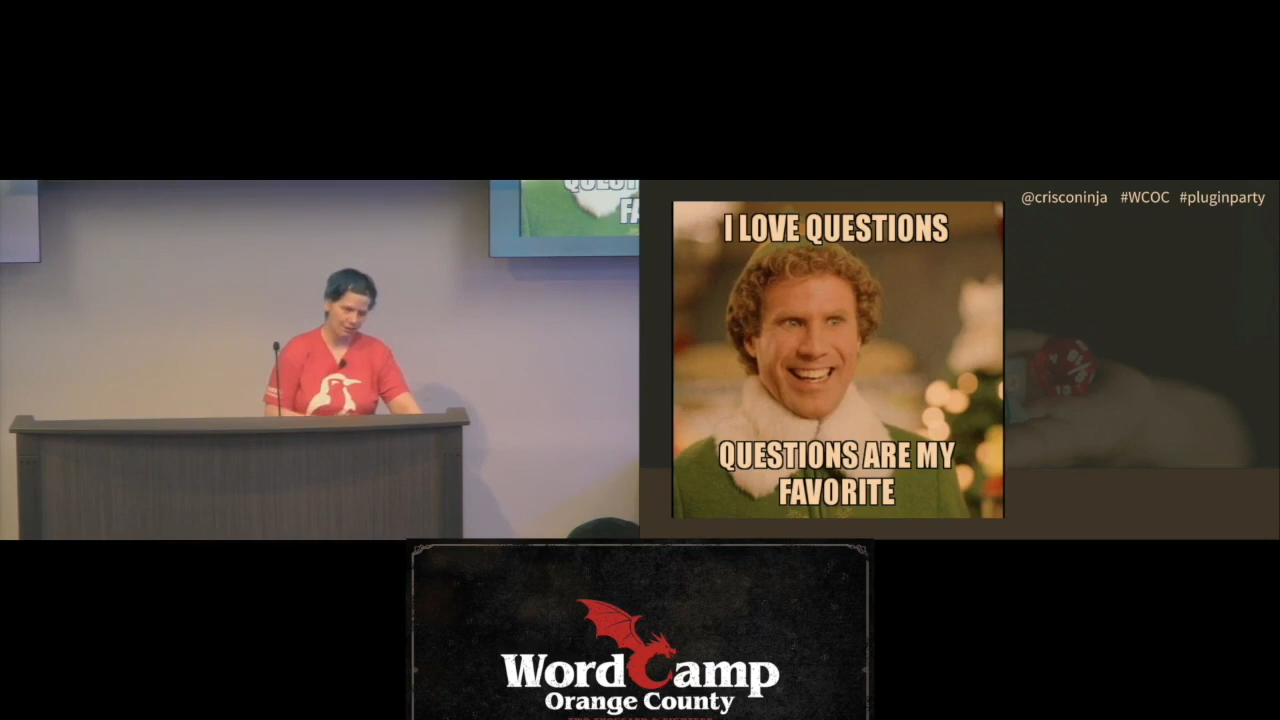 @crisconinja #WCOC #pluginparty
I LOVE QUESTIONS
QUESTIONS ARE MY
FAVORITE
WordCamp
Orange County